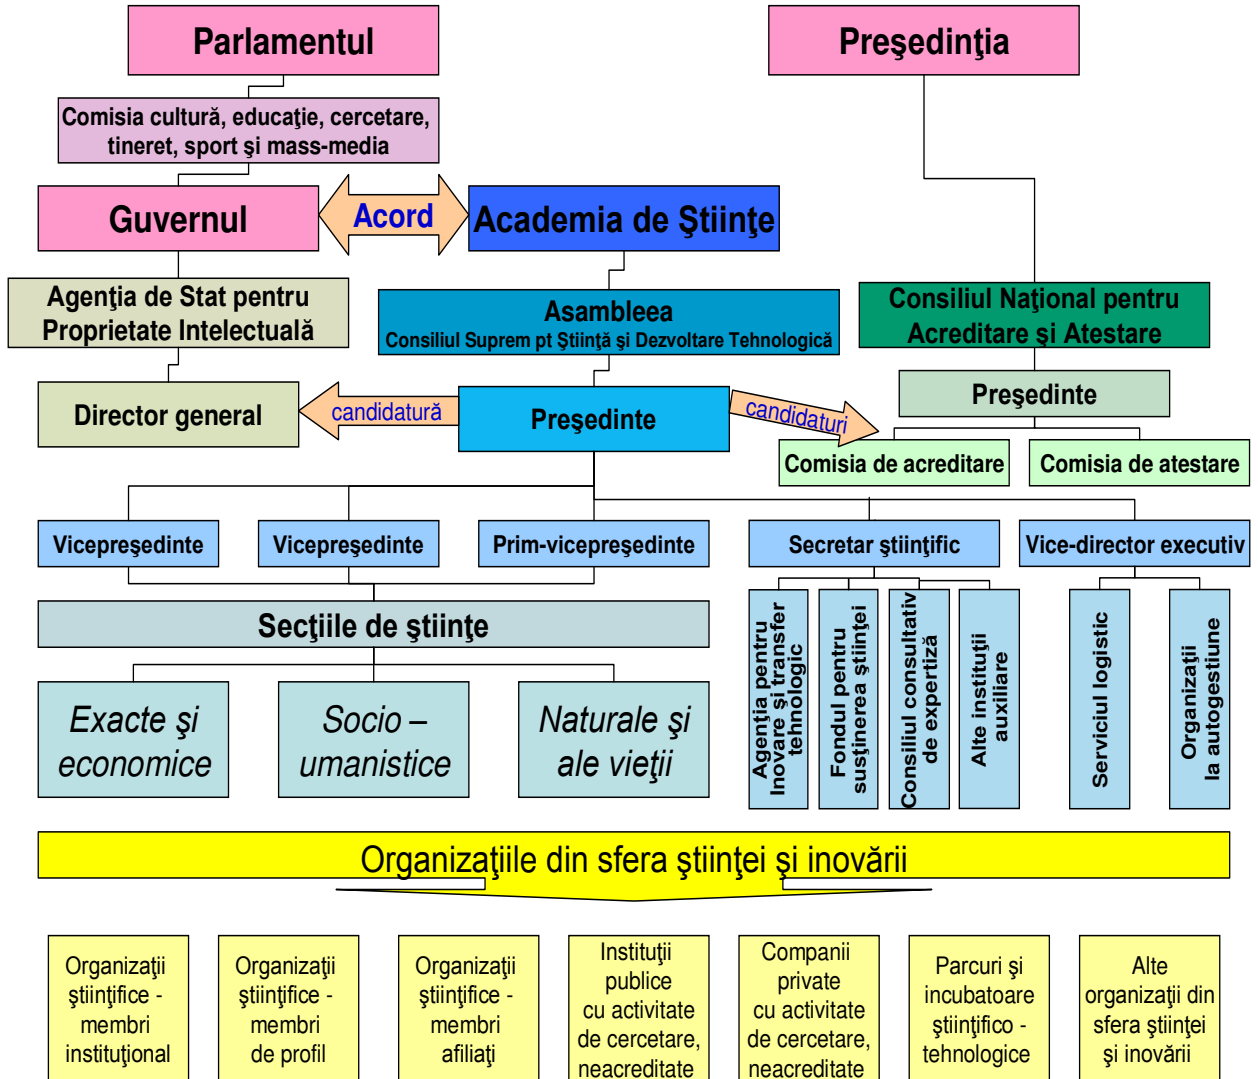 Parlamentul
Preşedinţia
Comisia cultură, educaţie, cercetare,
tineret, sport şi mass-media
Guvernul
Acord
Academia de Ştiinţe
Agenţia de Stat pentru
Proprietate Intelectuală
Asambleea
Consiliul Suprem pt Ştiinţă şi Dezvoltare Tehnologică
Consiliul Naţional pentru
Acreditare şi Atestare
Director general
candidatură
Preşedinte
candidaturi
Preşedinte
Comisia de acreditare
Comisia de atestare
Vicepreşedinte
Vicepreşedinte
Prim-vicepreşedinte
Secretar ştiinţific
Vice-director executiv
Secţiile de ştiinţe
Exacte şi
economice
Socio –
umanistice
Naturale şi
ale vieţii
Agenţia pentru
Inovare şi transfer
tehnologic
Fondul pentru
susţinerea ştiinţei
Consiliul consultativ
de expertiză
Alte instituţii
auxiliare
Serviciul logistic
Organizaţii
la autogestiune
Organizaţiile din sfera ştiinţei şi inovării
Organizaţii
ştiinţifice -
membri
instituţional
Organizaţii
ştiinţifice -
membri
de profil
Organizaţii
ştiinţifice -
membri
afiliaţi
Instituţii
publice
cu activitate
de cercetare,
neacreditate
Companii
private
cu activitate
de cercetare,
neacreditate
Parcuri şi
incubatoare
ştiinţifico -
tehnologice
Alte
organizaţii din
sfera ştiinţei
şi inovării